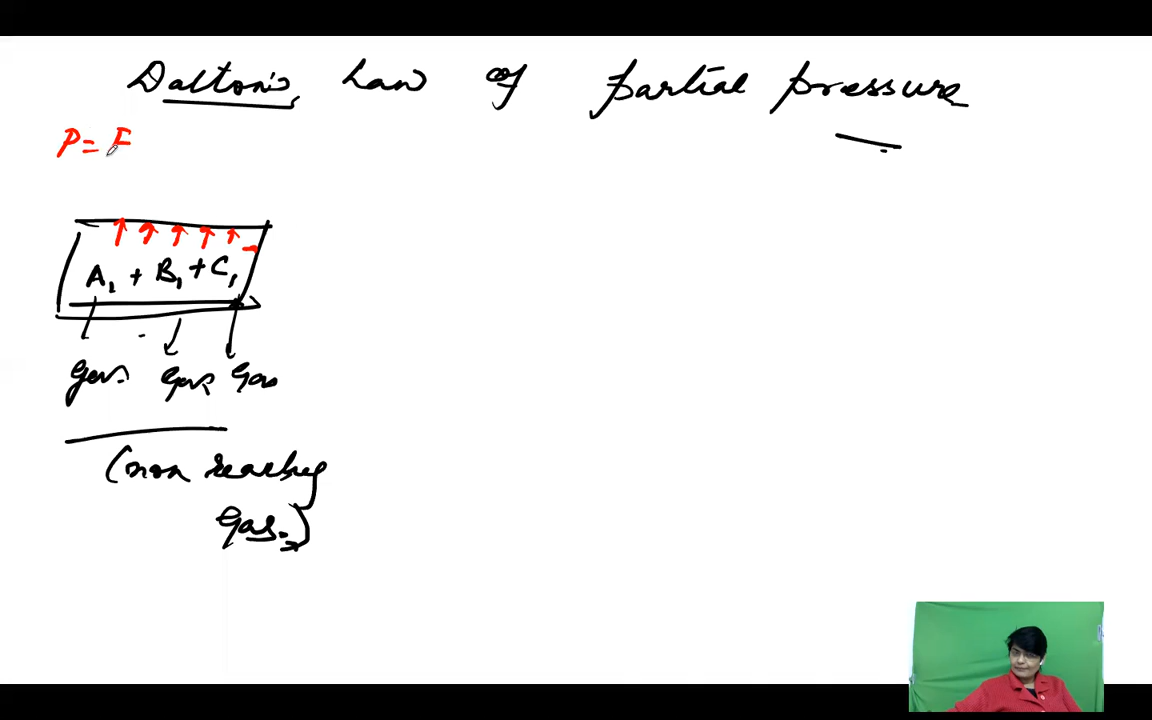 Dalton's Law of partial pressure
P = F
A₁ + B₁ + C₁
gas gas gas
(non reacting
gas.)